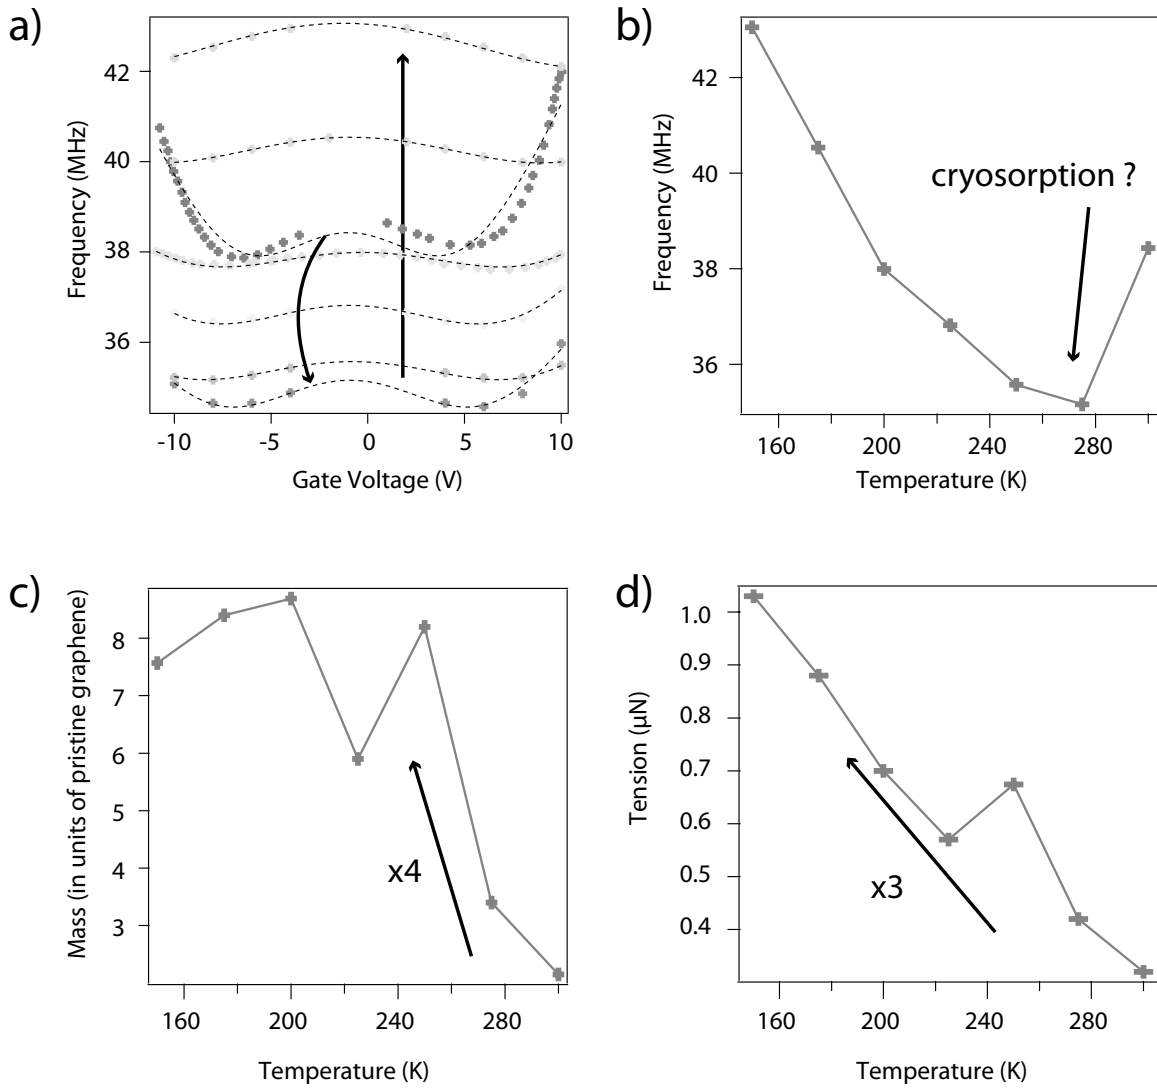 a)
Frequency (MHz)
42
40
38
36
-10 -5 0 5 10
Gate Voltage (V)
b)
Frequency (MHz)
42
40
38
36
cryosorption ?
160 200 240 280
Temperature (K)
c)
Mass (in units of pristine graphene)
8
7
6
5
4
3
x4
160 200 240 280
Temperature (K)
d)
Tension (µN)
1.0
0.9
0.8
0.7
0.6
0.5
0.4
x3
160 200 240 280
Temperature (K)